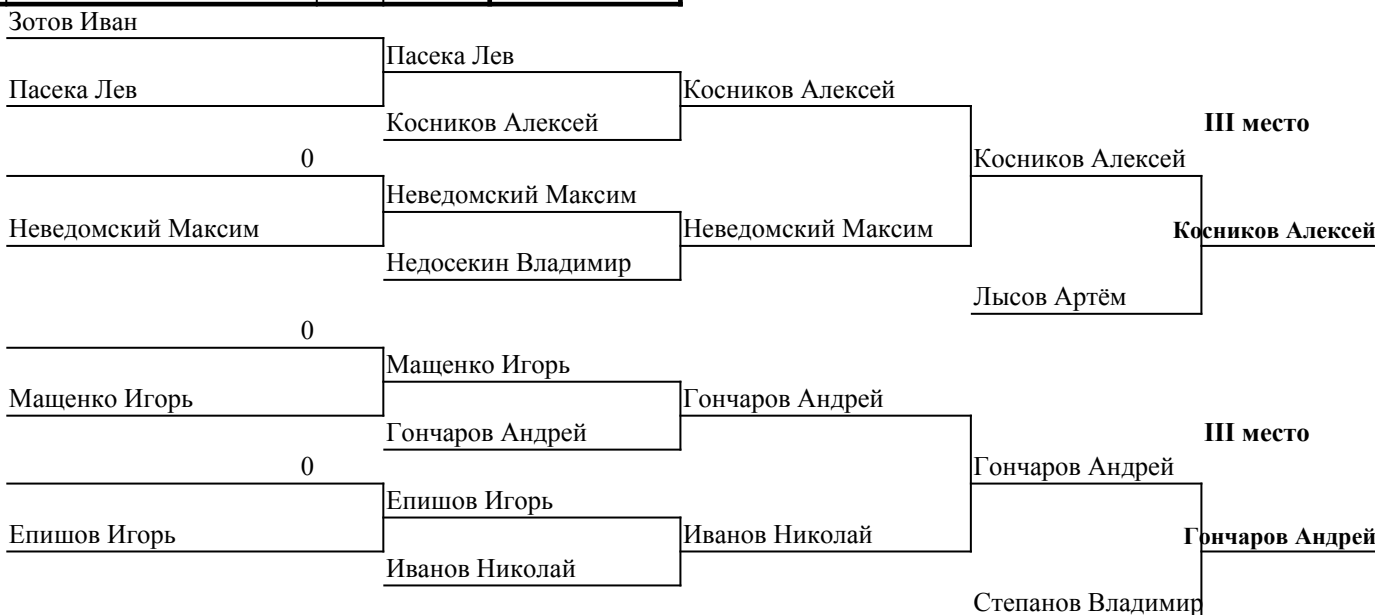 Зотов Иван
Пасека Лев
Пасека Лев
Косников Алексей
Косников Алексей
III место
0
Косников Алексей
Неведомский Максим
Неведомский Максим
Неведомский Максим
Косников Алексей
Недосекин Владимир
Лысов Артём
0
Мащенко Игорь
Мащенко Игорь
Гончаров Андрей
Гончаров Андрей
III место
0
Гончаров Андрей
Епишов Игорь
Епишов Игорь
Иванов Николай
Гончаров Андрей
Иванов Николай
Степанов Владимир